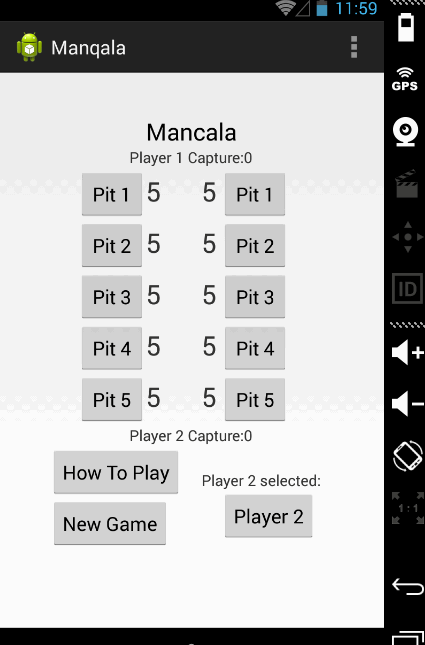 11:59
Manqala
GPS
Mancala
Player 1 Capture:0
Pit 1 5 5 Pit 1
Pit 2 5 5 Pit 2
Pit 3 5 5 Pit 3
ID
Pit 4 5 5 Pit 4
Pit 5 5 5 Pit 5
Player 2 Capture:0
How To Play
Player 2 selected:
New Game
Player 2
1:1